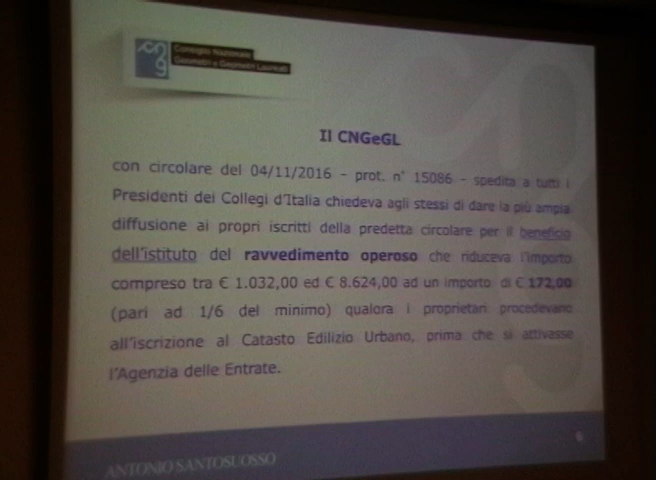 Consiglio Nazionale
Geometri e Geometri Laureati
Il CNGeGL
con circolare del 04/11/2016 - prot. n° 15086 - spedita a tutti i
Presidenti dei Collegi d'Italia chiedeva agli stessi di dare la più ampia
diffusione ai propri iscritti della predetta circolare per il beneficio
dell'istituto del ravvedimento operoso che riduceva l'importo
compreso tra € 1.032,00 ed € 8.624,00 ad un importo di € 172,00
(pari ad 1/6 del minimo) qualora i proprietari procedevano
all'iscrizione al Catasto Edilizio Urbano, prima che si attivasse
l'Agenzia delle Entrate.
ANTONIO SANTOSUOSSO